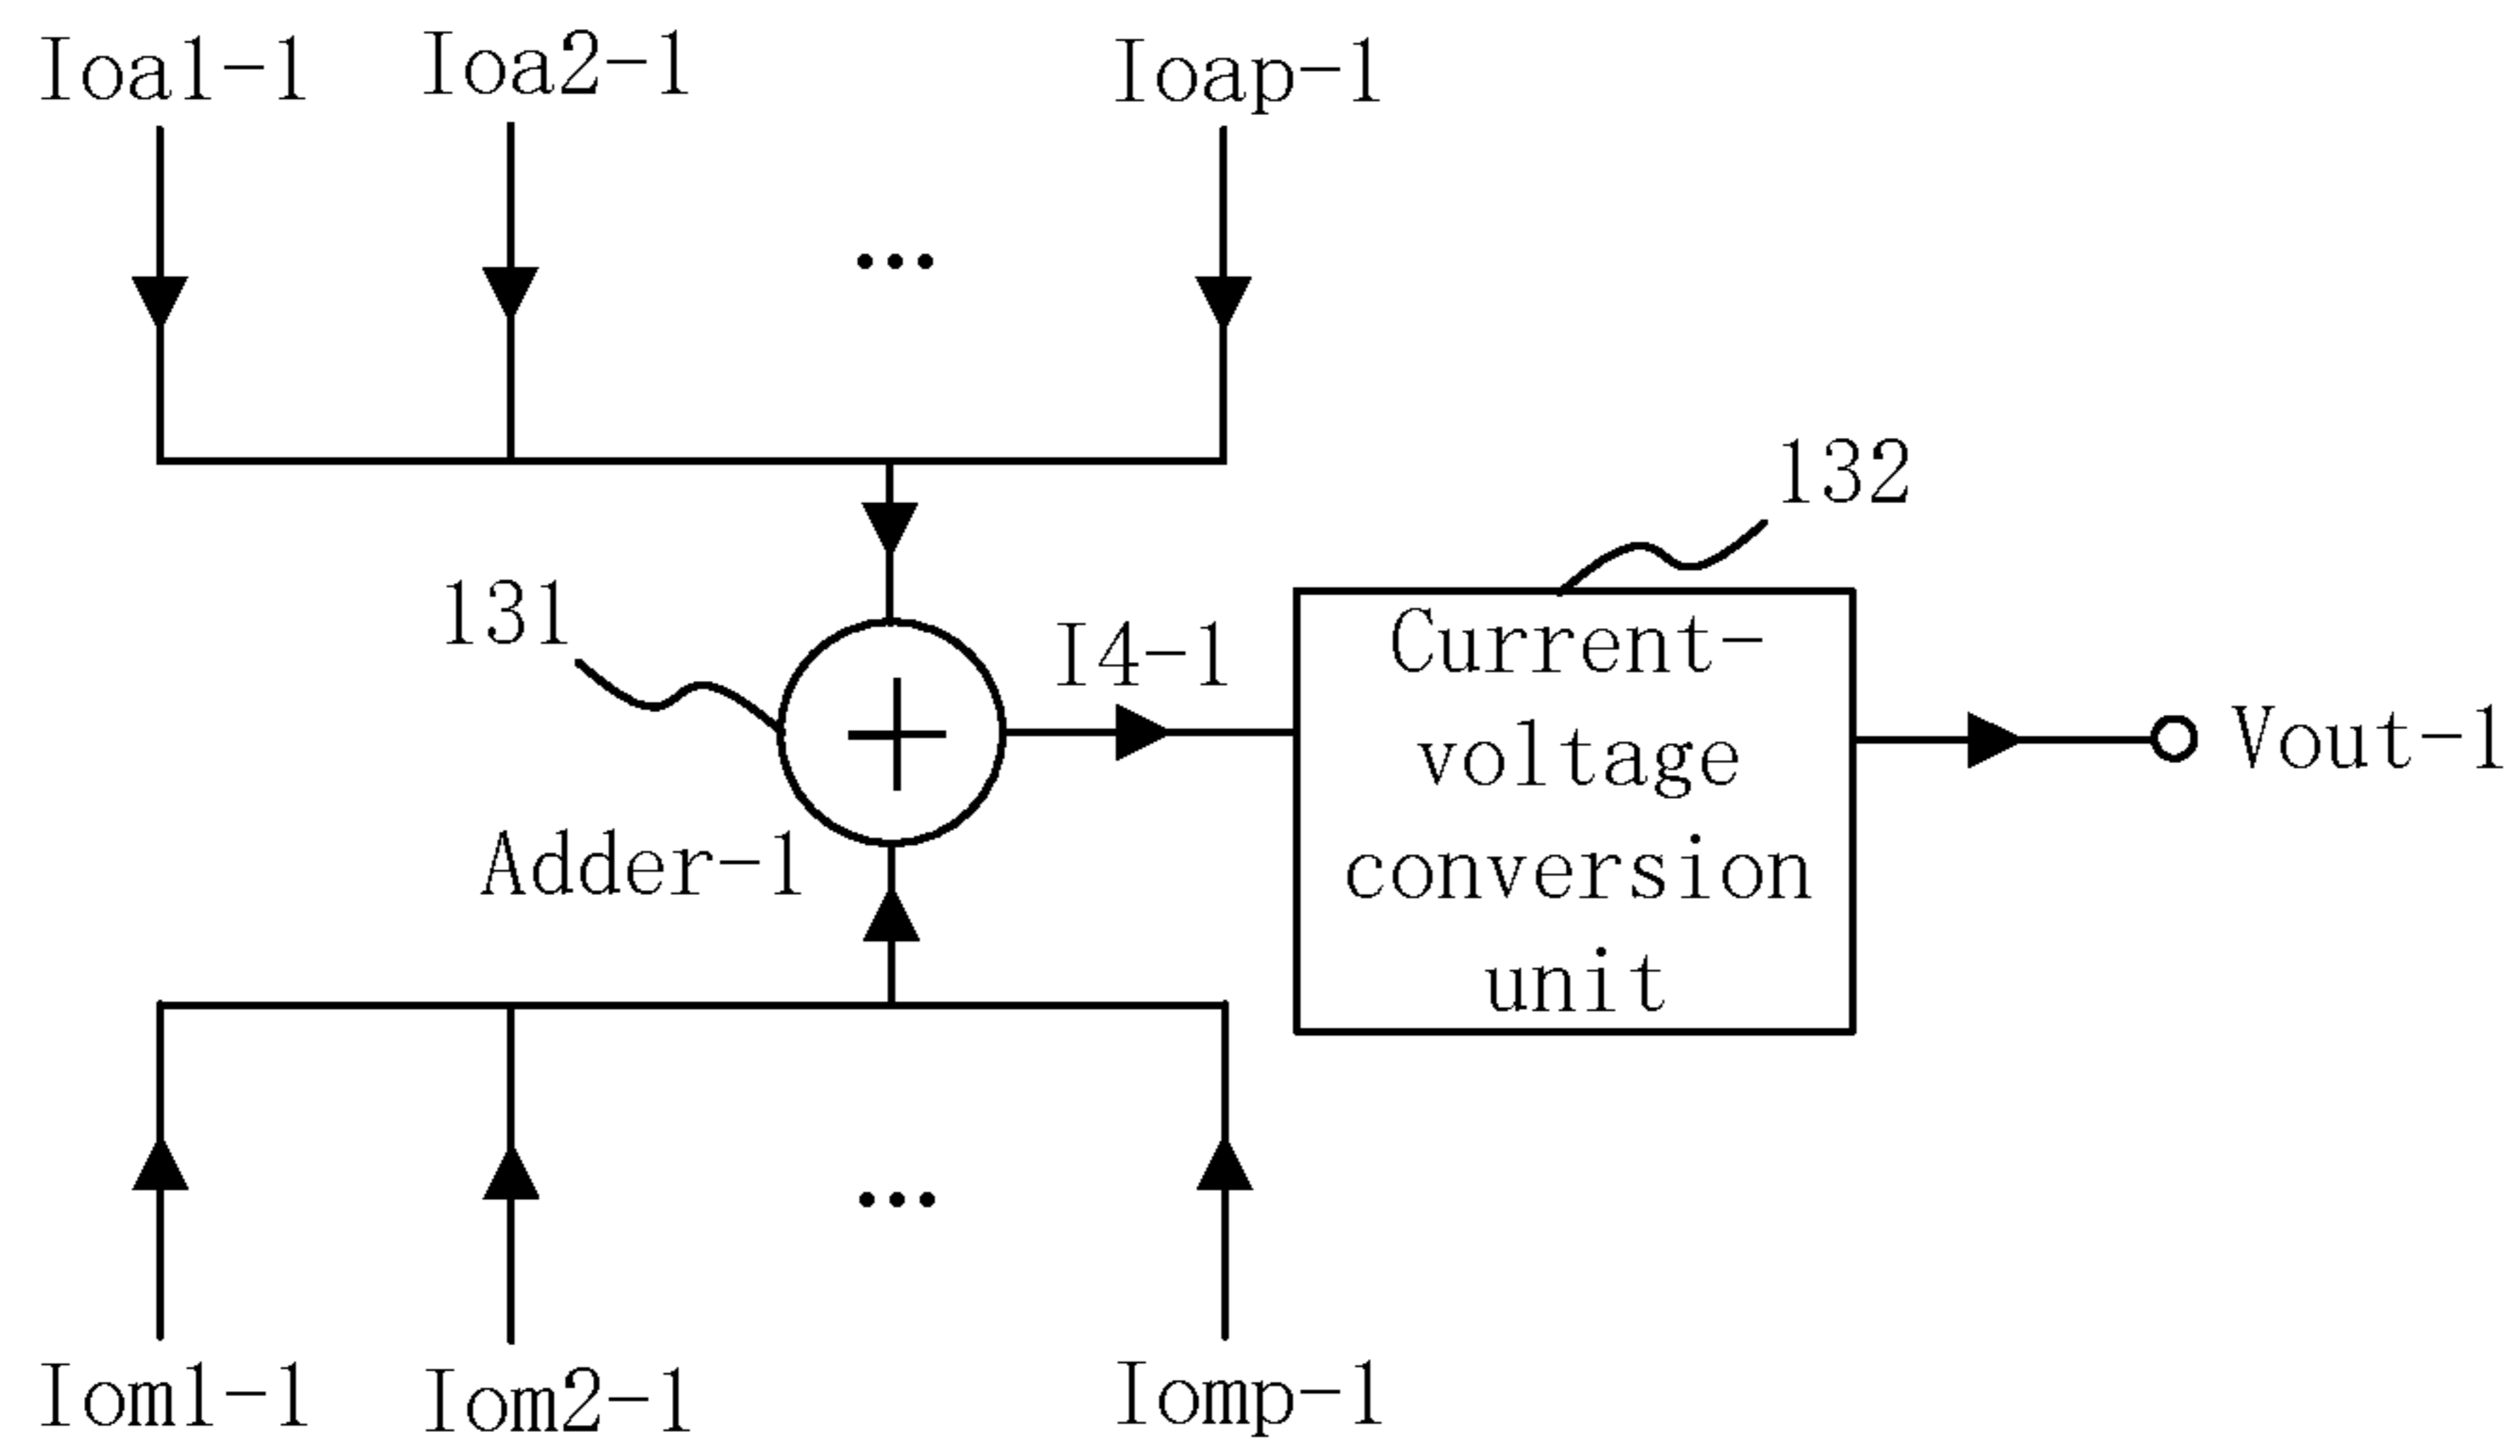 Ioa1-1 Ioa2-1 ... Ioap-1
132
131
I4-1
Current-
voltage
conversion
unit
+
Vout-1
Adder-1
...
Iom1-1 Iom2-1 Iomp-1